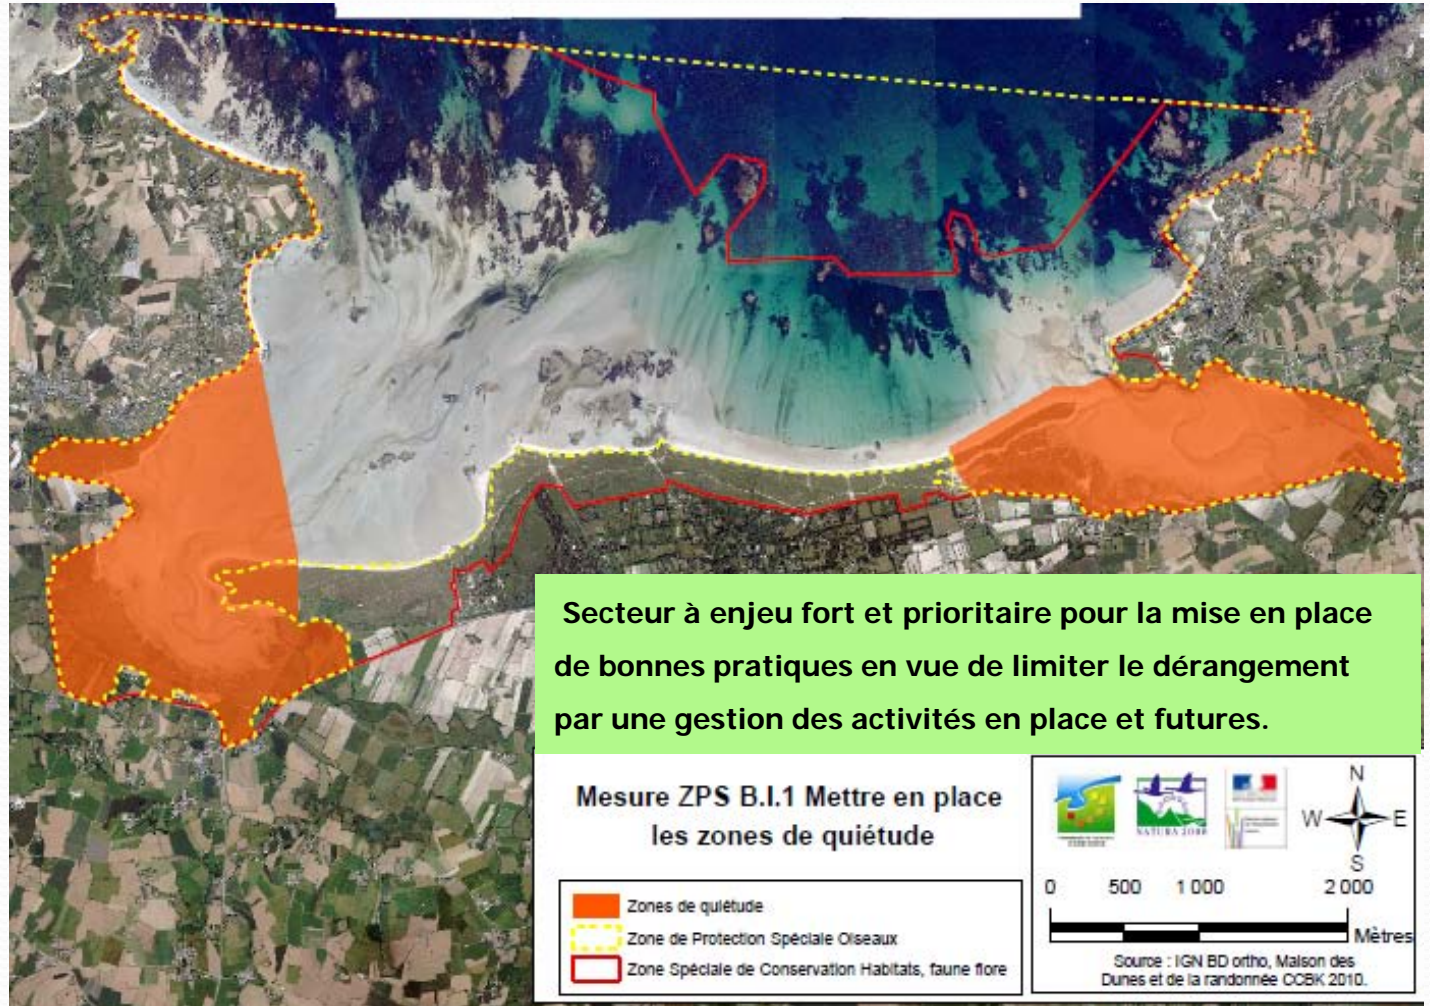 Secteur à enjeu fort et prioritaire pour la mise en place
de bonnes pratiques en vue de limiter le dérangement
par une gestion des activités en place et futures.
Mesure ZPS B.I.1 Mettre en place
les zones de quiétude
Zones de quiétude
Zone de Protection Spéciale Oiseaux
Zone Spéciale de Conservation Habitats, faune flore
NATURA 2000
N
W
E
S
0 500 1 000 2 000
Mètres
Source : IGN BD ortho, Maison des
Dunes et de la randonnée CCBK 2010.